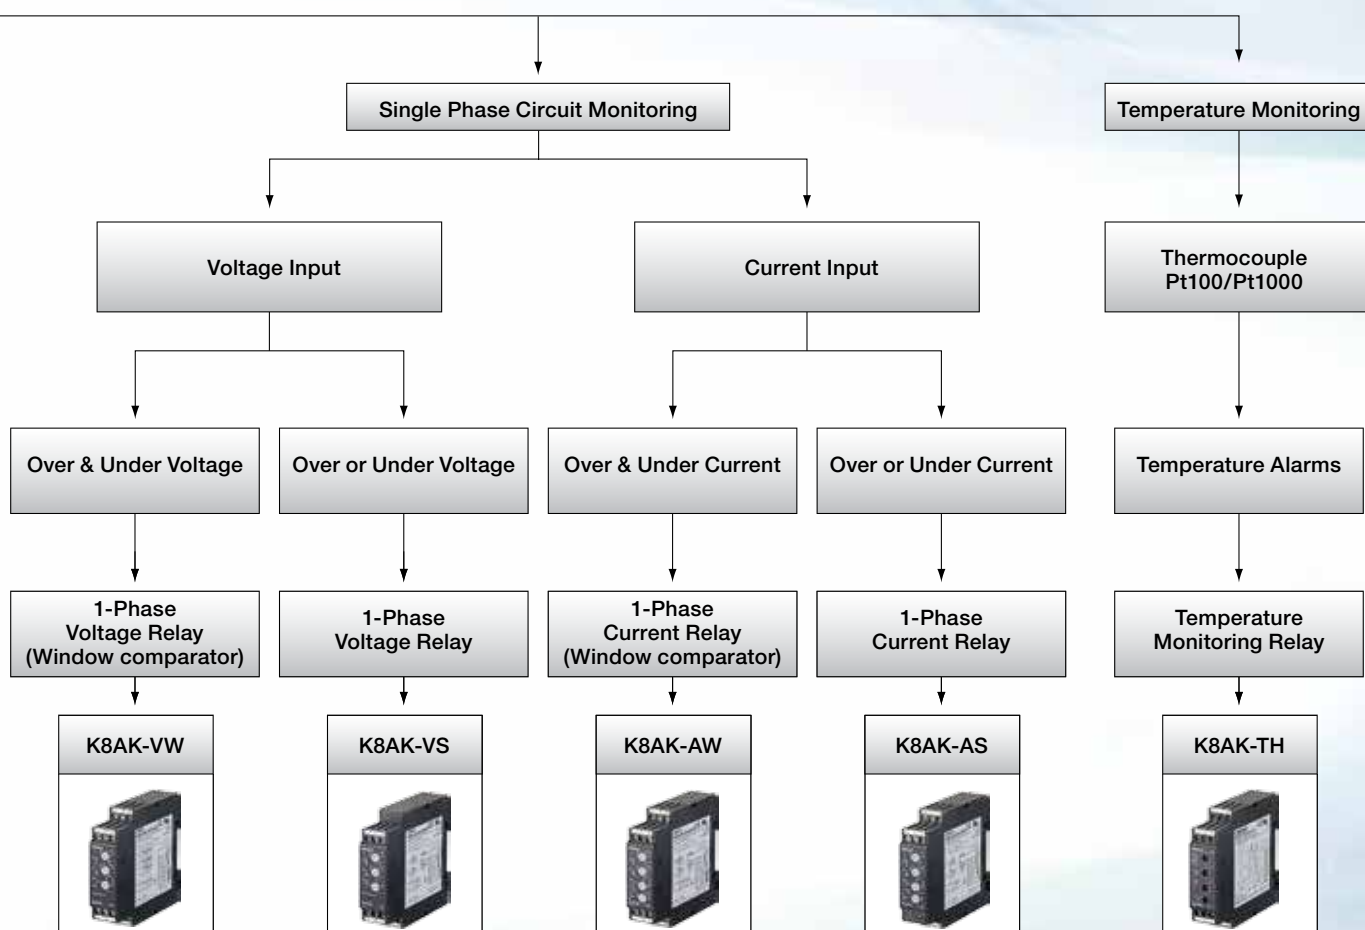 Single Phase Circuit Monitoring
Temperature Monitoring
Voltage Input
Current Input
Thermocouple
Pt100/Pt1000
Over & Under Voltage
Over or Under Voltage
Over & Under Current
Over or Under Current
Temperature Alarms
1-Phase
Voltage Relay
(Window comparator)
1-Phase
Voltage Relay
1-Phase
Current Relay
(Window comparator)
1-Phase
Current Relay
Temperature
Monitoring Relay
K8AK-VW
K8AK-VS
K8AK-AW
K8AK-AS
K8AK-TH